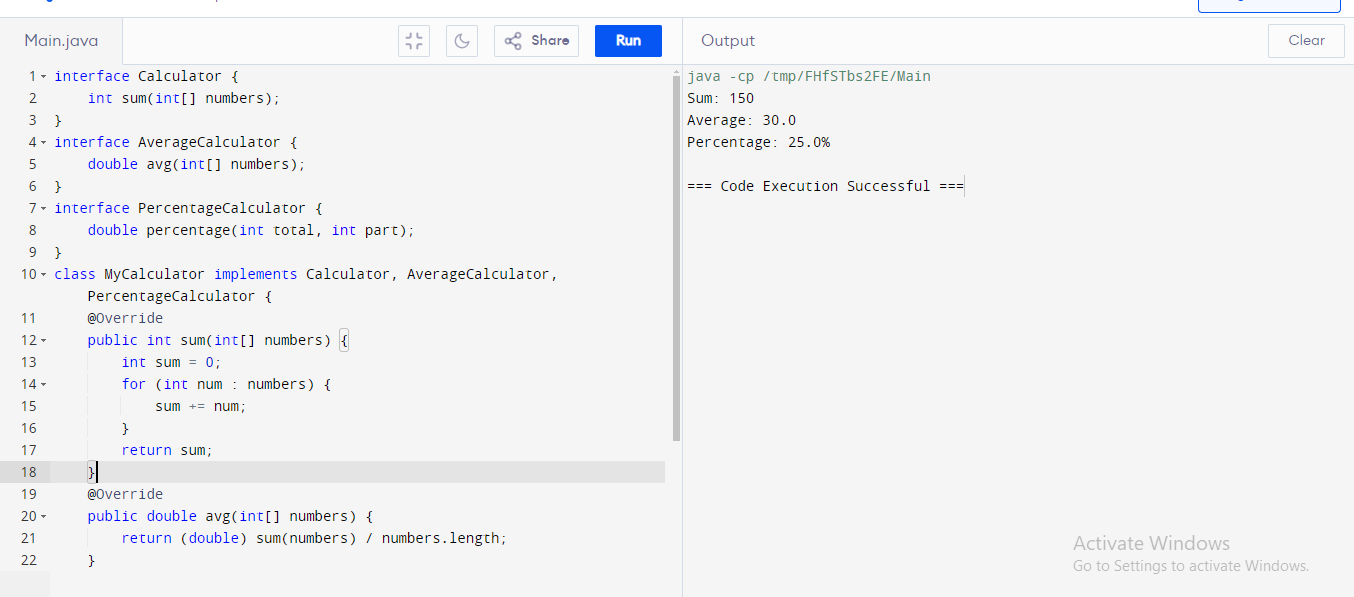 Main.java
Share
Run
Output
Clear
1 interface Calculator {
2 int sum(int[] numbers);
3 }
4 interface AverageCalculator {
5 double avg(int[] numbers);
6 }
7 interface PercentageCalculator {
8 double percentage(int total, int part);
9 }
10 class MyCalculator implements Calculator, AverageCalculator,
PercentageCalculator {
11 @Override
12 public int sum(int[] numbers) {
13 int sum = 0;
14 for (int num : numbers) {
15 sum += num;
16 }
17 return sum;
18 }
19 @Override
20 public double avg(int[] numbers) {
21 return (double) sum(numbers) / numbers.length;
22 }
java -cp /tmp/FHfSTbs2FE/Main
Sum: 150
Average: 30.0
Percentage: 25.0%
=== Code Execution Successful ===
Activate Windows
Go to Settings to activate Windows.